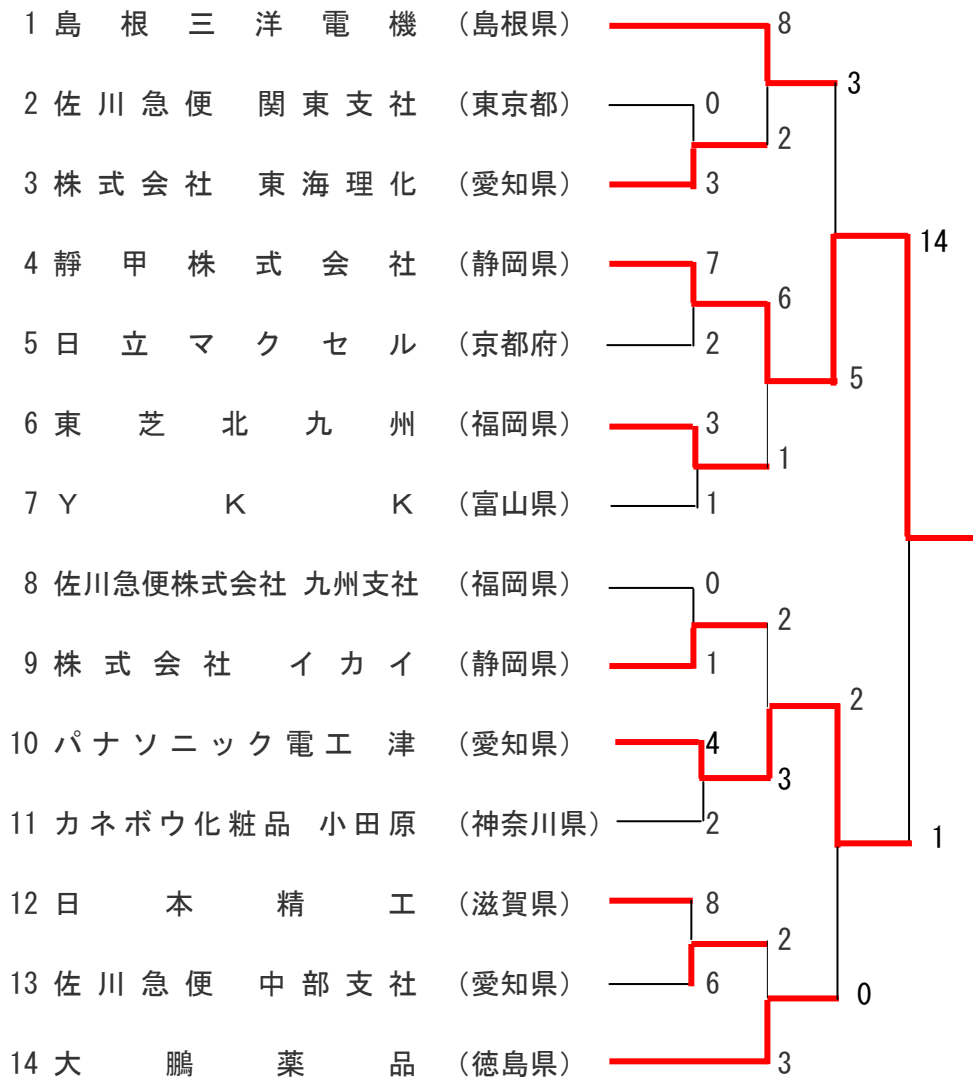 1 島根三洋電機 (島根県) 8
3
2 佐川急便 関東支社 (東京都) 0
2
3 株式会社 東海理化 (愛知県) 3
14
4 靜甲株式会社 (静岡県) 7
6
5 日立マクセル (京都府) 2
5
6 東芝北九州 (福岡県) 3
1
7 YKK (富山県) 1
8 佐川急便株式会社 九州支社 (福岡県) 0
2
9 株式会社 イカイ (静岡県) 1
2
10 パナソニック電工 津 (愛知県) 4
3
11 カネボウ化粧品 小田原 (神奈川県) 2
1
12 日本精工 (滋賀県) 8
2
13 佐川急便 中部支社 (愛知県) 6
0
14 大鵬薬品 (徳島県) 3